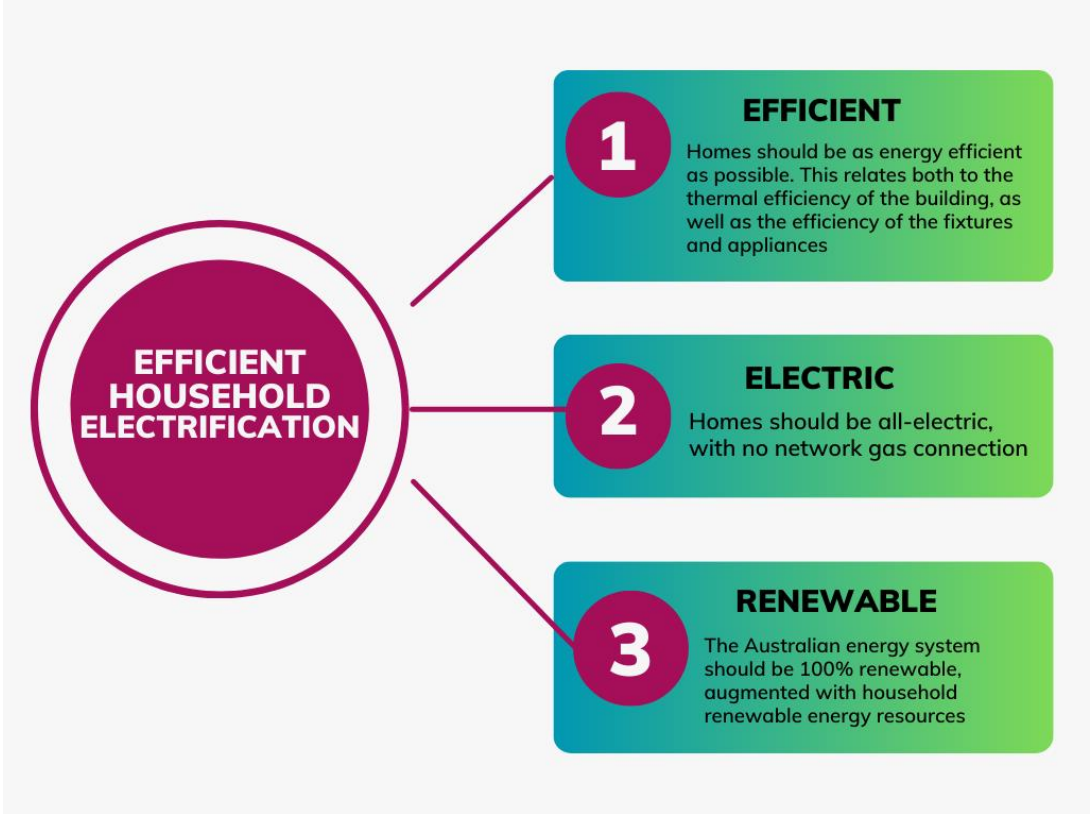 EFFICIENT
HOUSEHOLD
ELECTRIFICATION
1
EFFICIENT
Homes should be as energy efficient
as possible. This relates both to the
thermal efficiency of the building, as
well as the efficiency of the fixtures
and appliances
2
ELECTRIC
Homes should be all-electric,
with no network gas connection
3
RENEWABLE
The Australian energy system
should be 100% renewable,
augmented with household
renewable energy resources